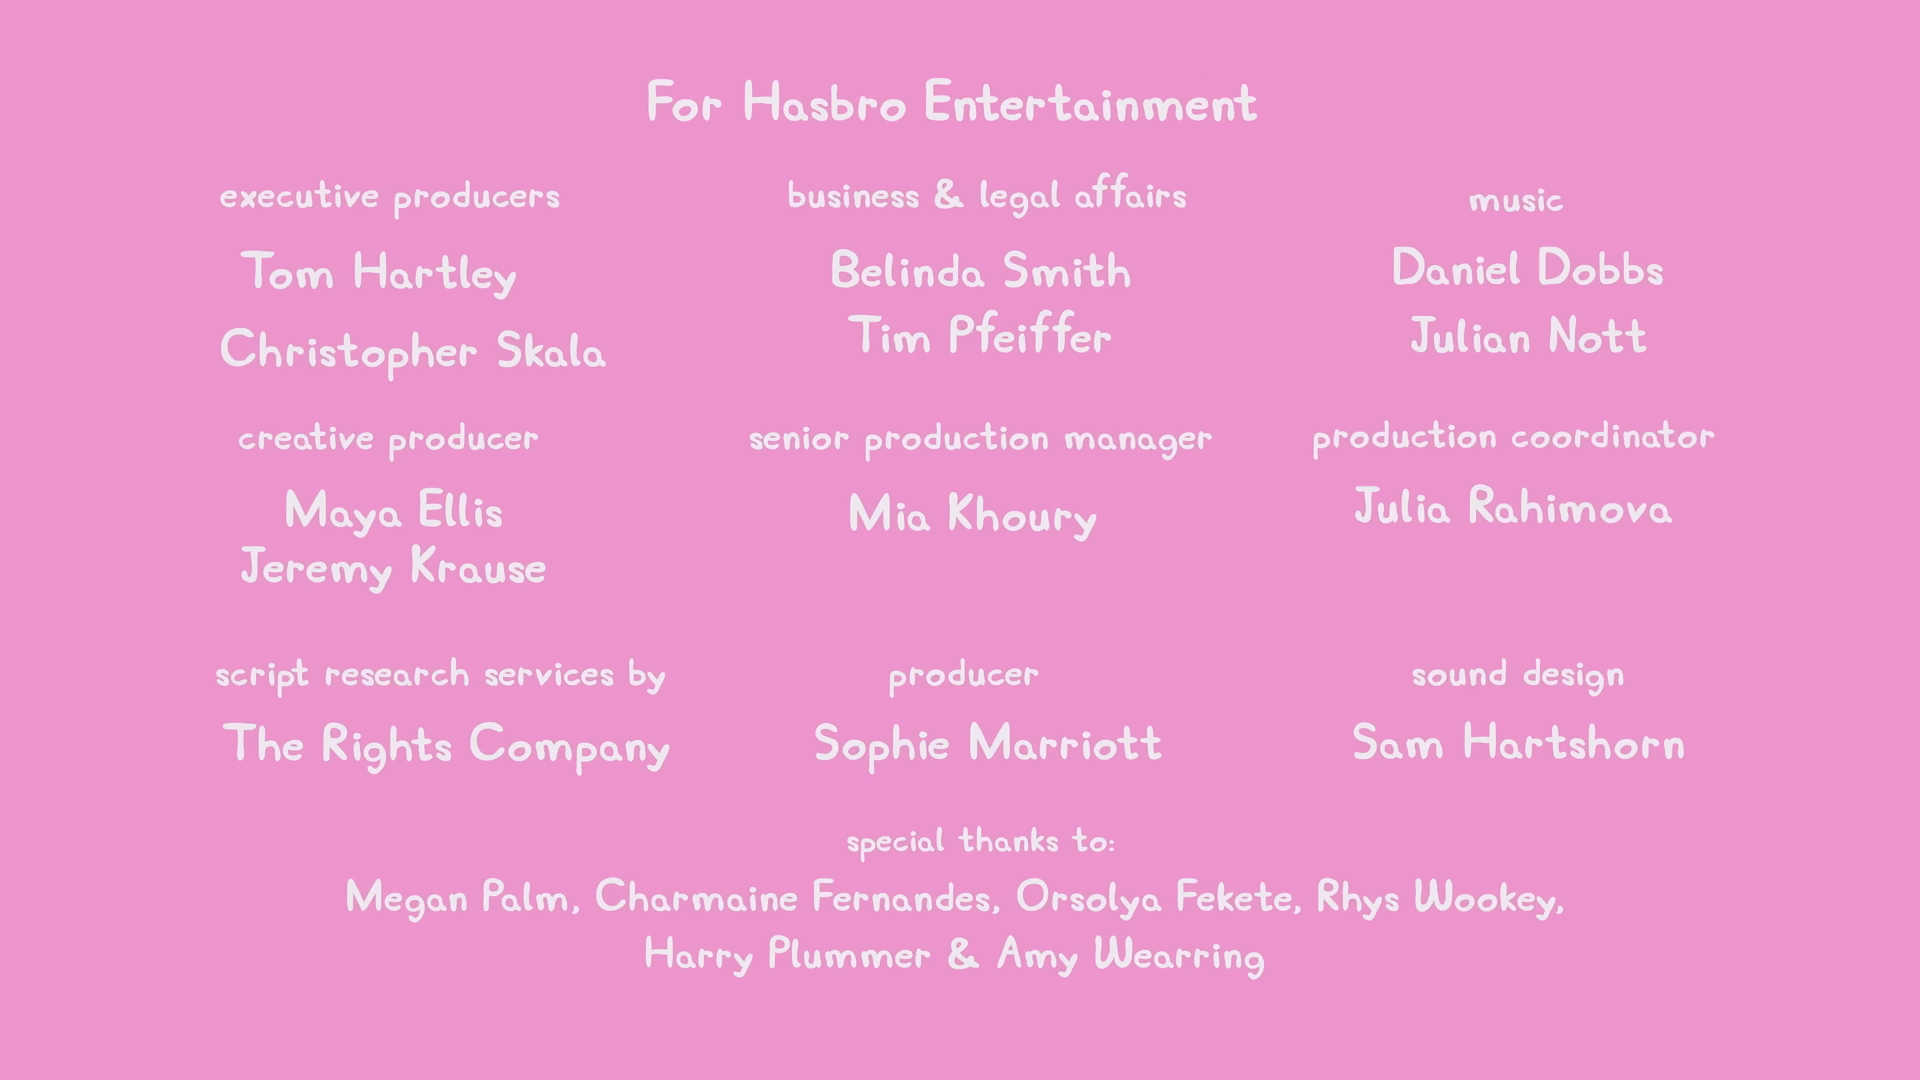 For Hasbro Entertainment
executive producers
Tom Hartley
Christopher Skala
business & legal affairs
Belinda Smith
Tim Pfeiffer
music
Daniel Dobbs
Julian Nott
creative producer
Maya Ellis
Jeremy Krause
senior production manager
Mia Khoury
production coordinator
Julia Rahimova
script research services by
The Rights Company
producer
Sophie Marriott
sound design
Sam Hartshorn
special thanks to:
Megan Palm, Charmaine Fernandes, Orsolya Fekete, Rhys Wookey,
Harry Plummer & Amy Wearring